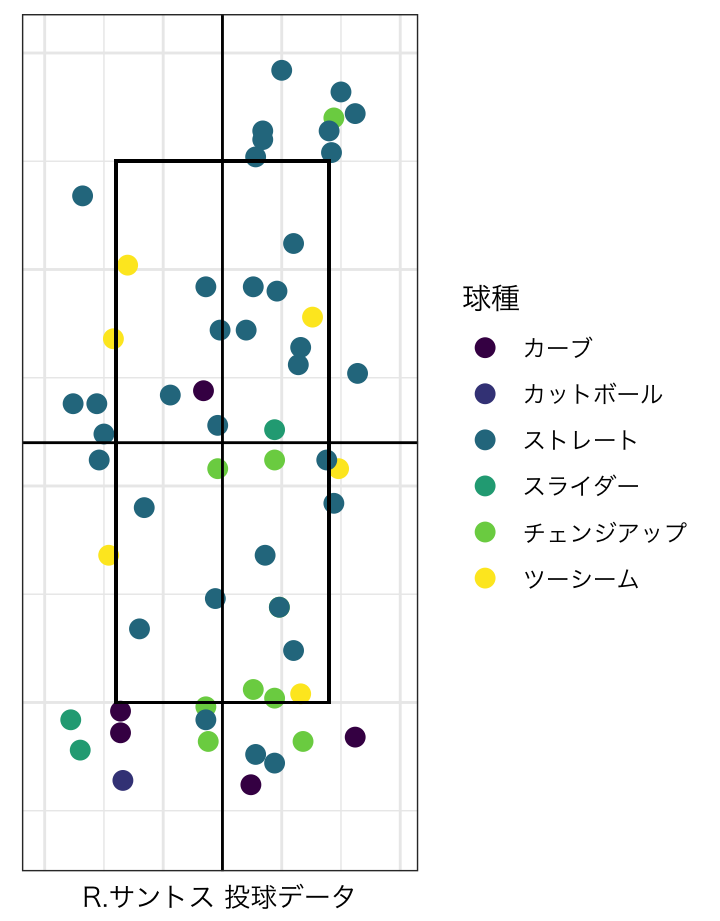 球種
カーブ
カットボール
ストレート
スライダー
チェンジアップ
ツーシーム
R.サントス 投球データ